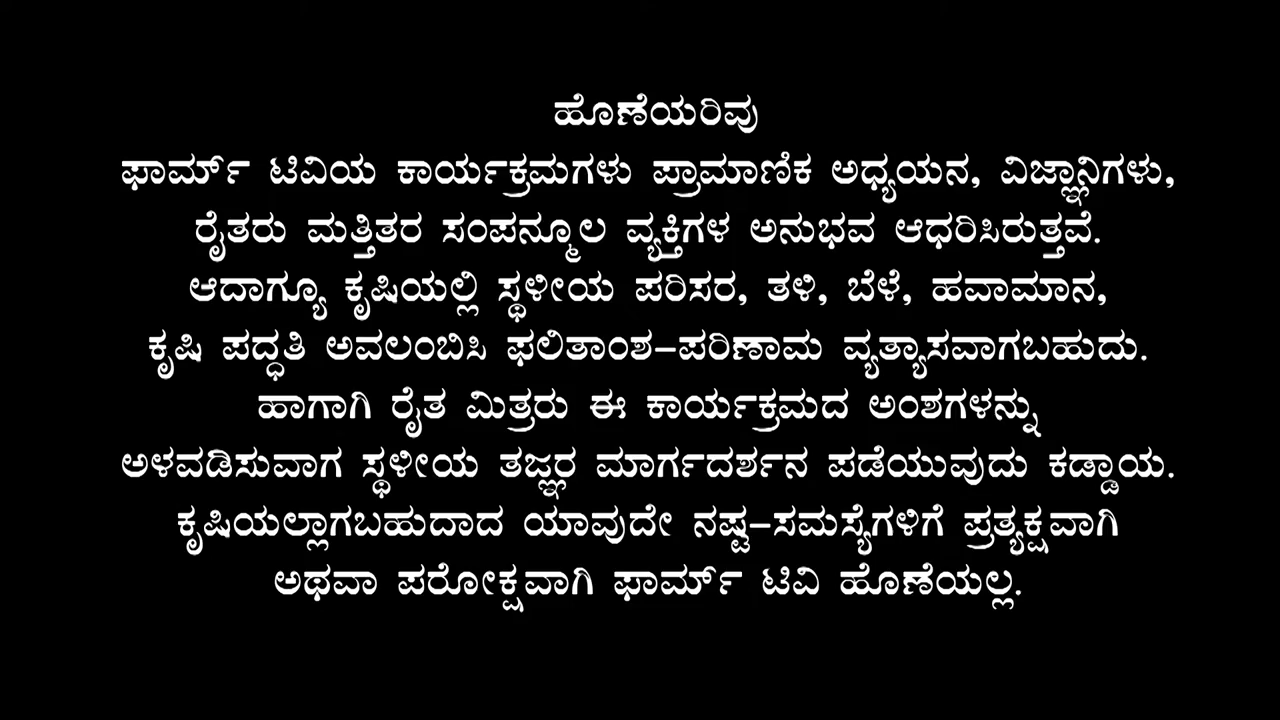 ಹೊಣೆಯರಿವು
ಫಾರ್ಮ್ ಟಿವಿಯ ಕಾರ್ಯಕ್ರಮಗಳು ಪ್ರಾಮಾಣಿಕ ಅಧ್ಯಯನ, ವಿಜ್ಞಾನಿಗಳು,
ರೈತರು ಮತ್ತಿತರ ಸಂಪನ್ಮೂಲ ವ್ಯಕ್ತಿಗಳ ಅನುಭವ ಆಧರಿಸಿರುತ್ತವೆ.
ಆದಾಗ್ಯೂ ಕೃಷಿಯಲ್ಲಿ ಸ್ಥಳೀಯ ಪರಿಸರ, ತಳಿ, ಬೆಳೆ, ಹವಾಮಾನ,
ಕೃಷಿ ಪದ್ಧತಿ ಅವಲಂಬಿಸಿ ಫಲಿತಾಂಶ-ಪರಿಣಾಮ ವ್ಯತ್ಯಾಸವಾಗಬಹುದು.
ಹಾಗಾಗಿ ರೈತ ಮಿತ್ರರು ಈ ಕಾರ್ಯಕ್ರಮದ ಅಂಶಗಳನ್ನು
ಅಳವಡಿಸುವಾಗ ಸ್ಥಳೀಯ ತಜ್ಞರ ಮಾರ್ಗದರ್ಶನ ಪಡೆಯುವುದು ಕಡ್ಡಾಯ.
ಕೃಷಿಯಲ್ಲಾಗಬಹುದಾದ ಯಾವುದೇ ನಷ್ಟ-ಸಮಸ್ಯೆಗಳಿಗೆ ಪ್ರತ್ಯಕ್ಷವಾಗಿ
ಅಥವಾ ಪರೋಕ್ಷವಾಗಿ ಫಾರ್ಮ್ ಟಿವಿ ಹೊಣೆಯಲ್ಲ.